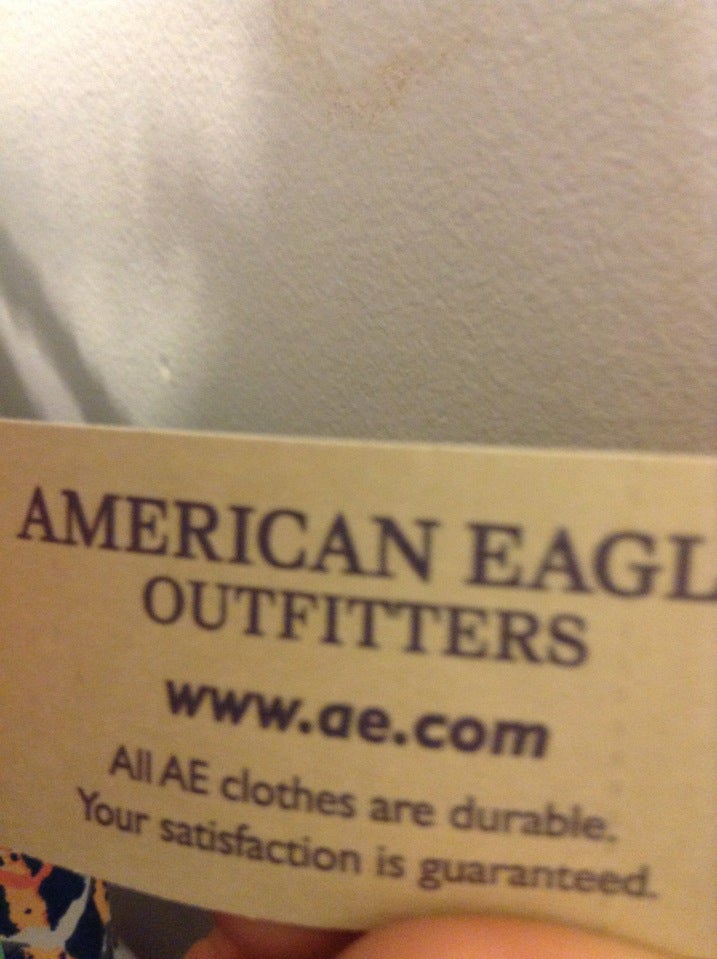 AMERICAN EAGL
OUTFITTERS
www.ae.com
All AE clothes are durable.
Your satisfaction is guaranteed.